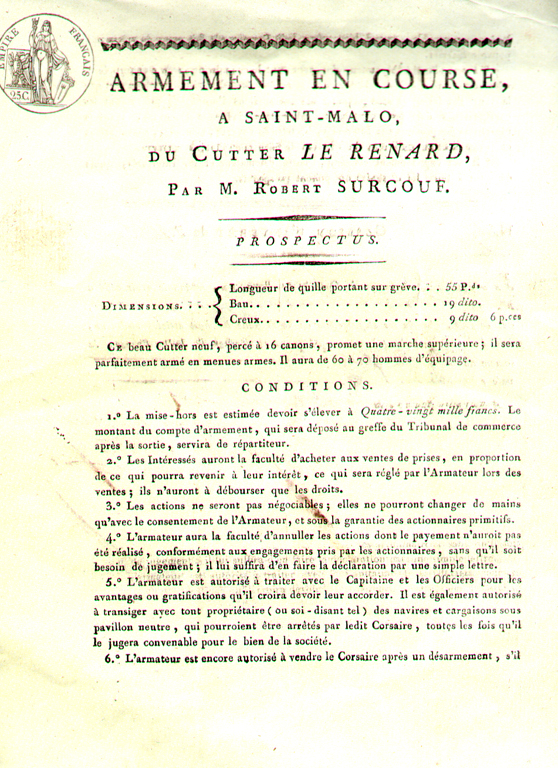 EMPIRE FRANÇAIS
25C.
ARMEMENT EN COURSE,
A SAINT-MALO,
DU CUTTER LE RENARD,
PAR M. ROBERT SURCOUF.
PROSPECTUS.
DIMENSIONS. . . .
Longueur de quille portant sur grève. . . 55 P.ds
Bau. . . . . . . . . . . . . . . . . . . 19 dito.
Creux. . . . . . . . . . . . . . . . . . 9 dito 6 p.ces
CE beau Cutter neuf, percé à 16 canons, promet une marche supérieure ; il sera
parfaitement armé en menues armes. Il aura de 60 à 70 hommes d'équipage.
CONDITIONS.
1.° La mise-hors est estimée devoir s'élever à Quatre-vingt mille francs. Le
montant du compte d'armement, qui sera déposé au greffe du Tribunal de commerce
après la sortie, servira de répartiteur.
2.° Les Intéressés auront la faculté d'acheter aux ventes de prises, en proportion
de ce qui pourra revenir à leur intérêt, ce qui sera réglé par l'Armateur lors des
ventes ; ils n'auront à débourser que les droits.
3.° Les actions ne seront pas négociables ; elles ne pourront changer de mains
qu'avec le consentement de l'Armateur, et sous la garantie des actionnaires primitifs.
4.° L'armateur aura la faculté d'annuller les actions dont le payement n'auroit pas
été réalisé, conformément aux engagements pris par les actionnaires, sans qu'il soit
besoin de jugement ; il lui suffira d'en faire la déclaration par une simple lettre.
5.° L'armateur est autorisé à traiter avec le Capitaine et les Officiers pour les
avantages ou gratifications qu'il croira devoir leur accorder. Il est également autorisé
à transiger avec tout propriétaire ( ou soi-disant tel ) des navires et cargaisons sous
pavillon neutre, qui pourroient être arrêtés par ledit Corsaire, toutes les fois qu'il
le jugera convenable pour le bien de la société.
6.° L'armateur est encore autorisé à vendre le Corsaire après un désarmement, s'il